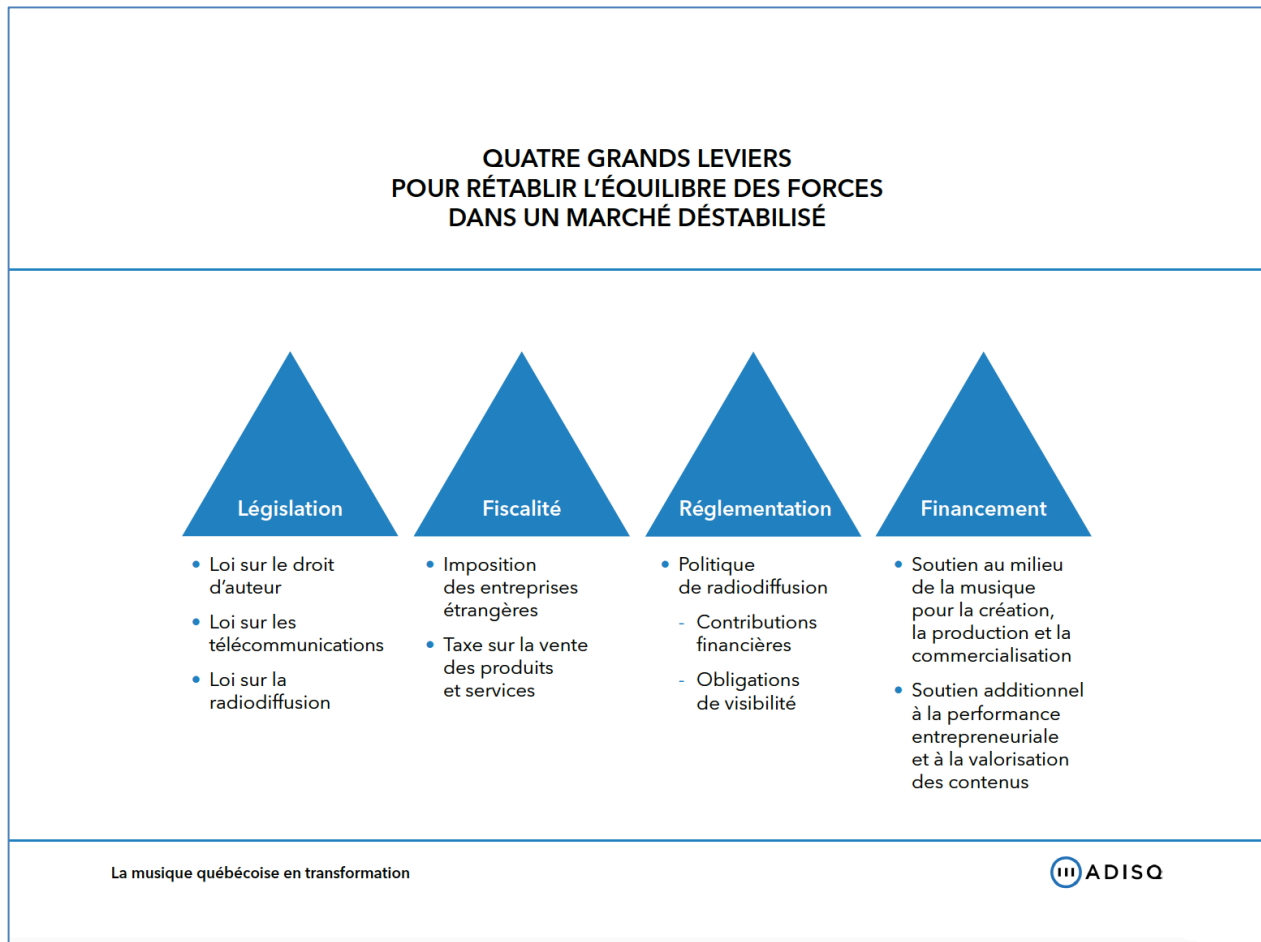 QUATRE GRANDS LEVIERS
POUR RÉTABLIR L'ÉQUILIBRE DES FORCES
DANS UN MARCHÉ DÉSTABILISÉ
Législation
• Loi sur le droit
d'auteur
• Loi sur les
télécommunications
• Loi sur la
radiodiffusion
Fiscalité
• Imposition
des entreprises
étrangères
• Taxe sur la vente
des produits
et services
Réglementation
• Politique
de radiodiffusion
- Contributions
financières
- Obligations
de visibilité
Financement
• Soutien au milieu
de la musique
pour la création,
la production et la
commercialisation
• Soutien additionnel
à la performance
entrepreneuriale
et à la valorisation
des contenus
La musique québécoise en transformation
ADISQ